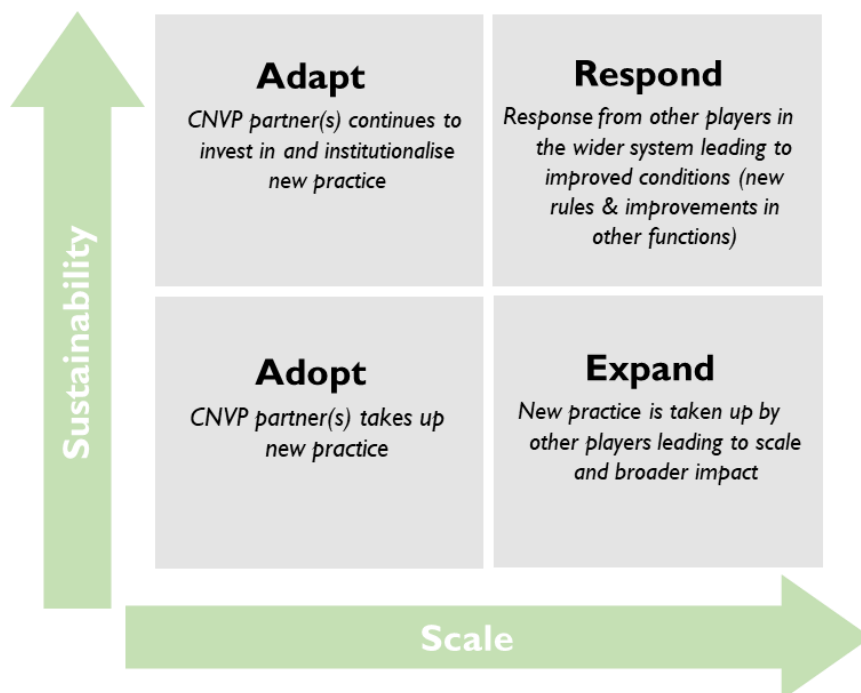 Sustainability
Adapt
CNVP partner(s) continues to
invest in and institutionalise
new practice
Respond
Response from other players in
the wider system leading to
improved conditions (new
rules & improvements in
other functions)
Adopt
CNVP partner(s) takes up
new practice
Expand
New practice is taken up by
other players leading to scale
and broader impact
Scale